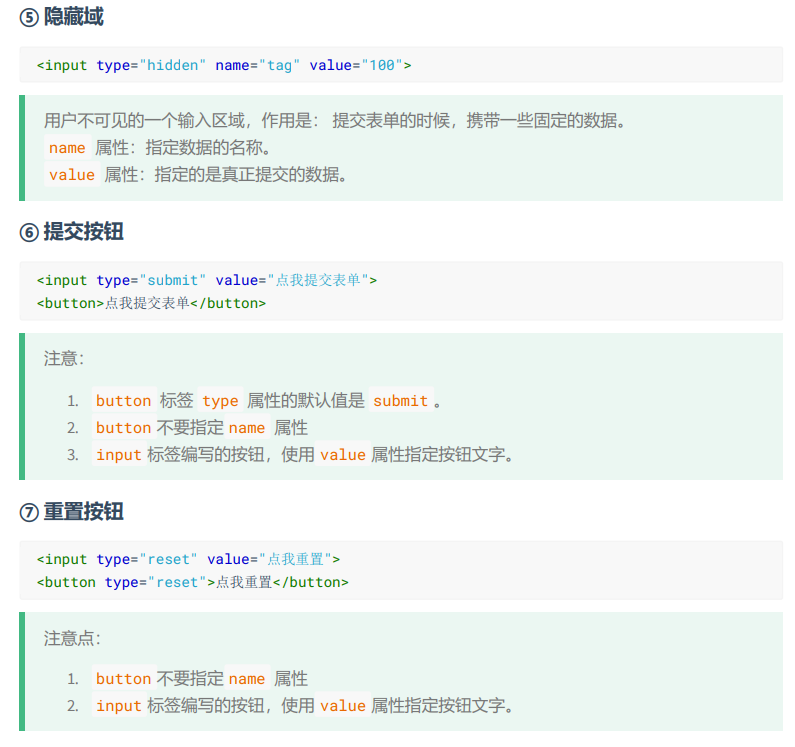 ⑤ 隐藏域
<input type="hidden" name="tag" value="100">
用户不可见的一个输入区域，作用是： 提交表单的时候，携带一些固定的数据。
name 属性：指定数据的名称。
value 属性：指定的是真正提交的数据。
⑥ 提交按钮
<input type="submit" value="点我提交表单">
<button>点我提交表单</button>
注意：
1. button 标签 type 属性的默认值是 submit 。
2. button 不要指定 name 属性
3. input 标签编写的按钮，使用 value 属性指定按钮文字。
⑦ 重置按钮
<input type="reset" value="点我重置">
<button type="reset">点我重置</button>
注意点：
1. button 不要指定 name 属性
2. input 标签编写的按钮，使用 value 属性指定按钮文字。